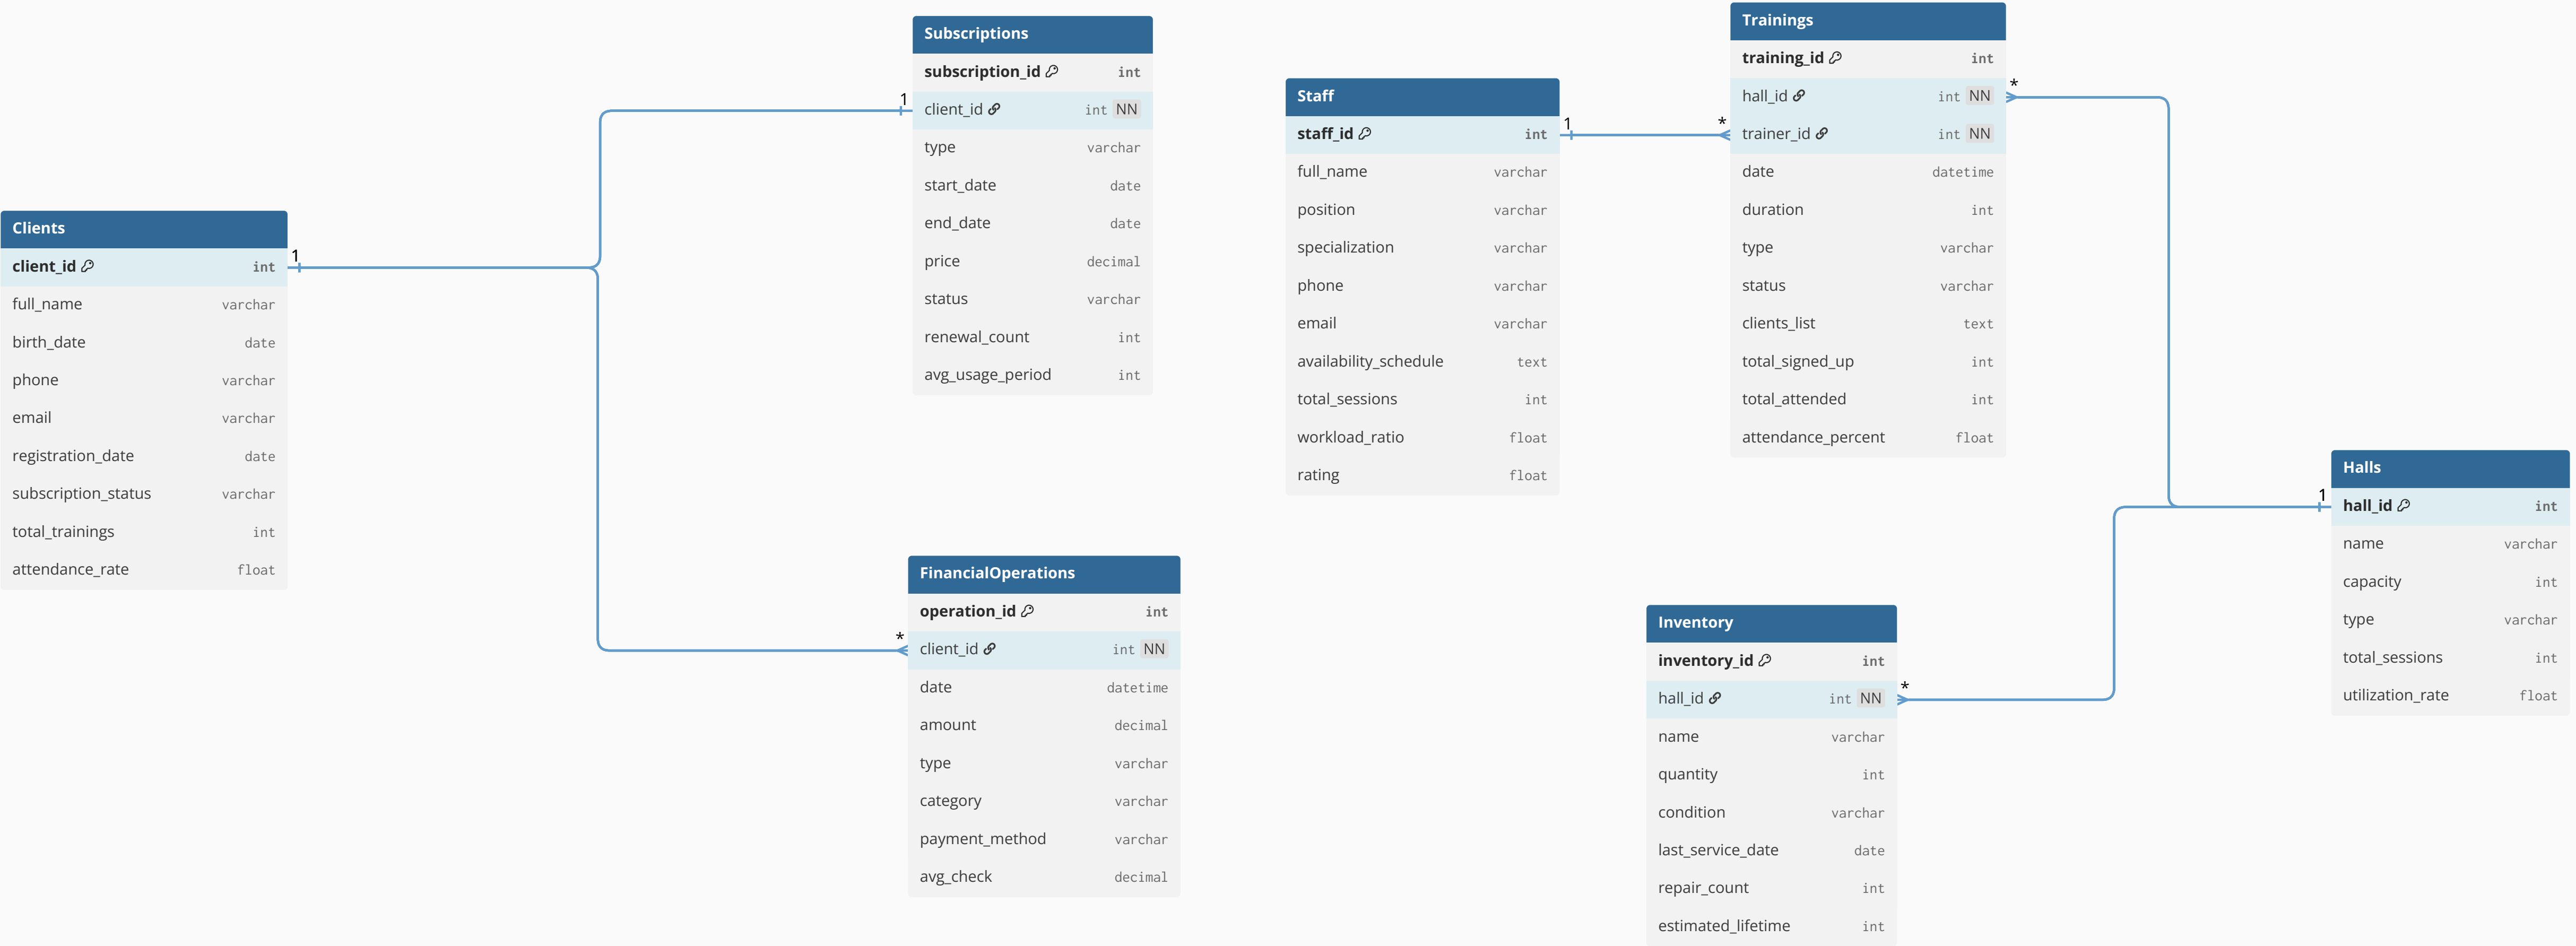 Clients
client_id int
full_name varchar
birth_date date
phone varchar
email varchar
registration_date date
subscription_status varchar
total_trainings int
attendance_rate float
1
1
Subscriptions
subscription_id int
client_id int NN
type varchar
start_date date
end_date date
price decimal
status varchar
renewal_count int
avg_usage_period int
*
FinancialOperations
operation_id int
client_id int NN
date datetime
amount decimal
type varchar
category varchar
payment_method varchar
avg_check decimal
Staff
staff_id int
full_name varchar
position varchar
specialization varchar
phone varchar
email varchar
availability_schedule text
total_sessions int
workload_ratio float
rating float
1
*
Trainings
training_id int
hall_id int NN
trainer_id int NN
date datetime
duration int
type varchar
status varchar
clients_list text
total_signed_up int
total_attended int
attendance_percent float
*
Inventory
inventory_id int
hall_id int NN
name varchar
quantity int
condition varchar
last_service_date date
repair_count int
estimated_lifetime int
*
1
Halls
hall_id int
name varchar
capacity int
type varchar
total_sessions int
utilization_rate float